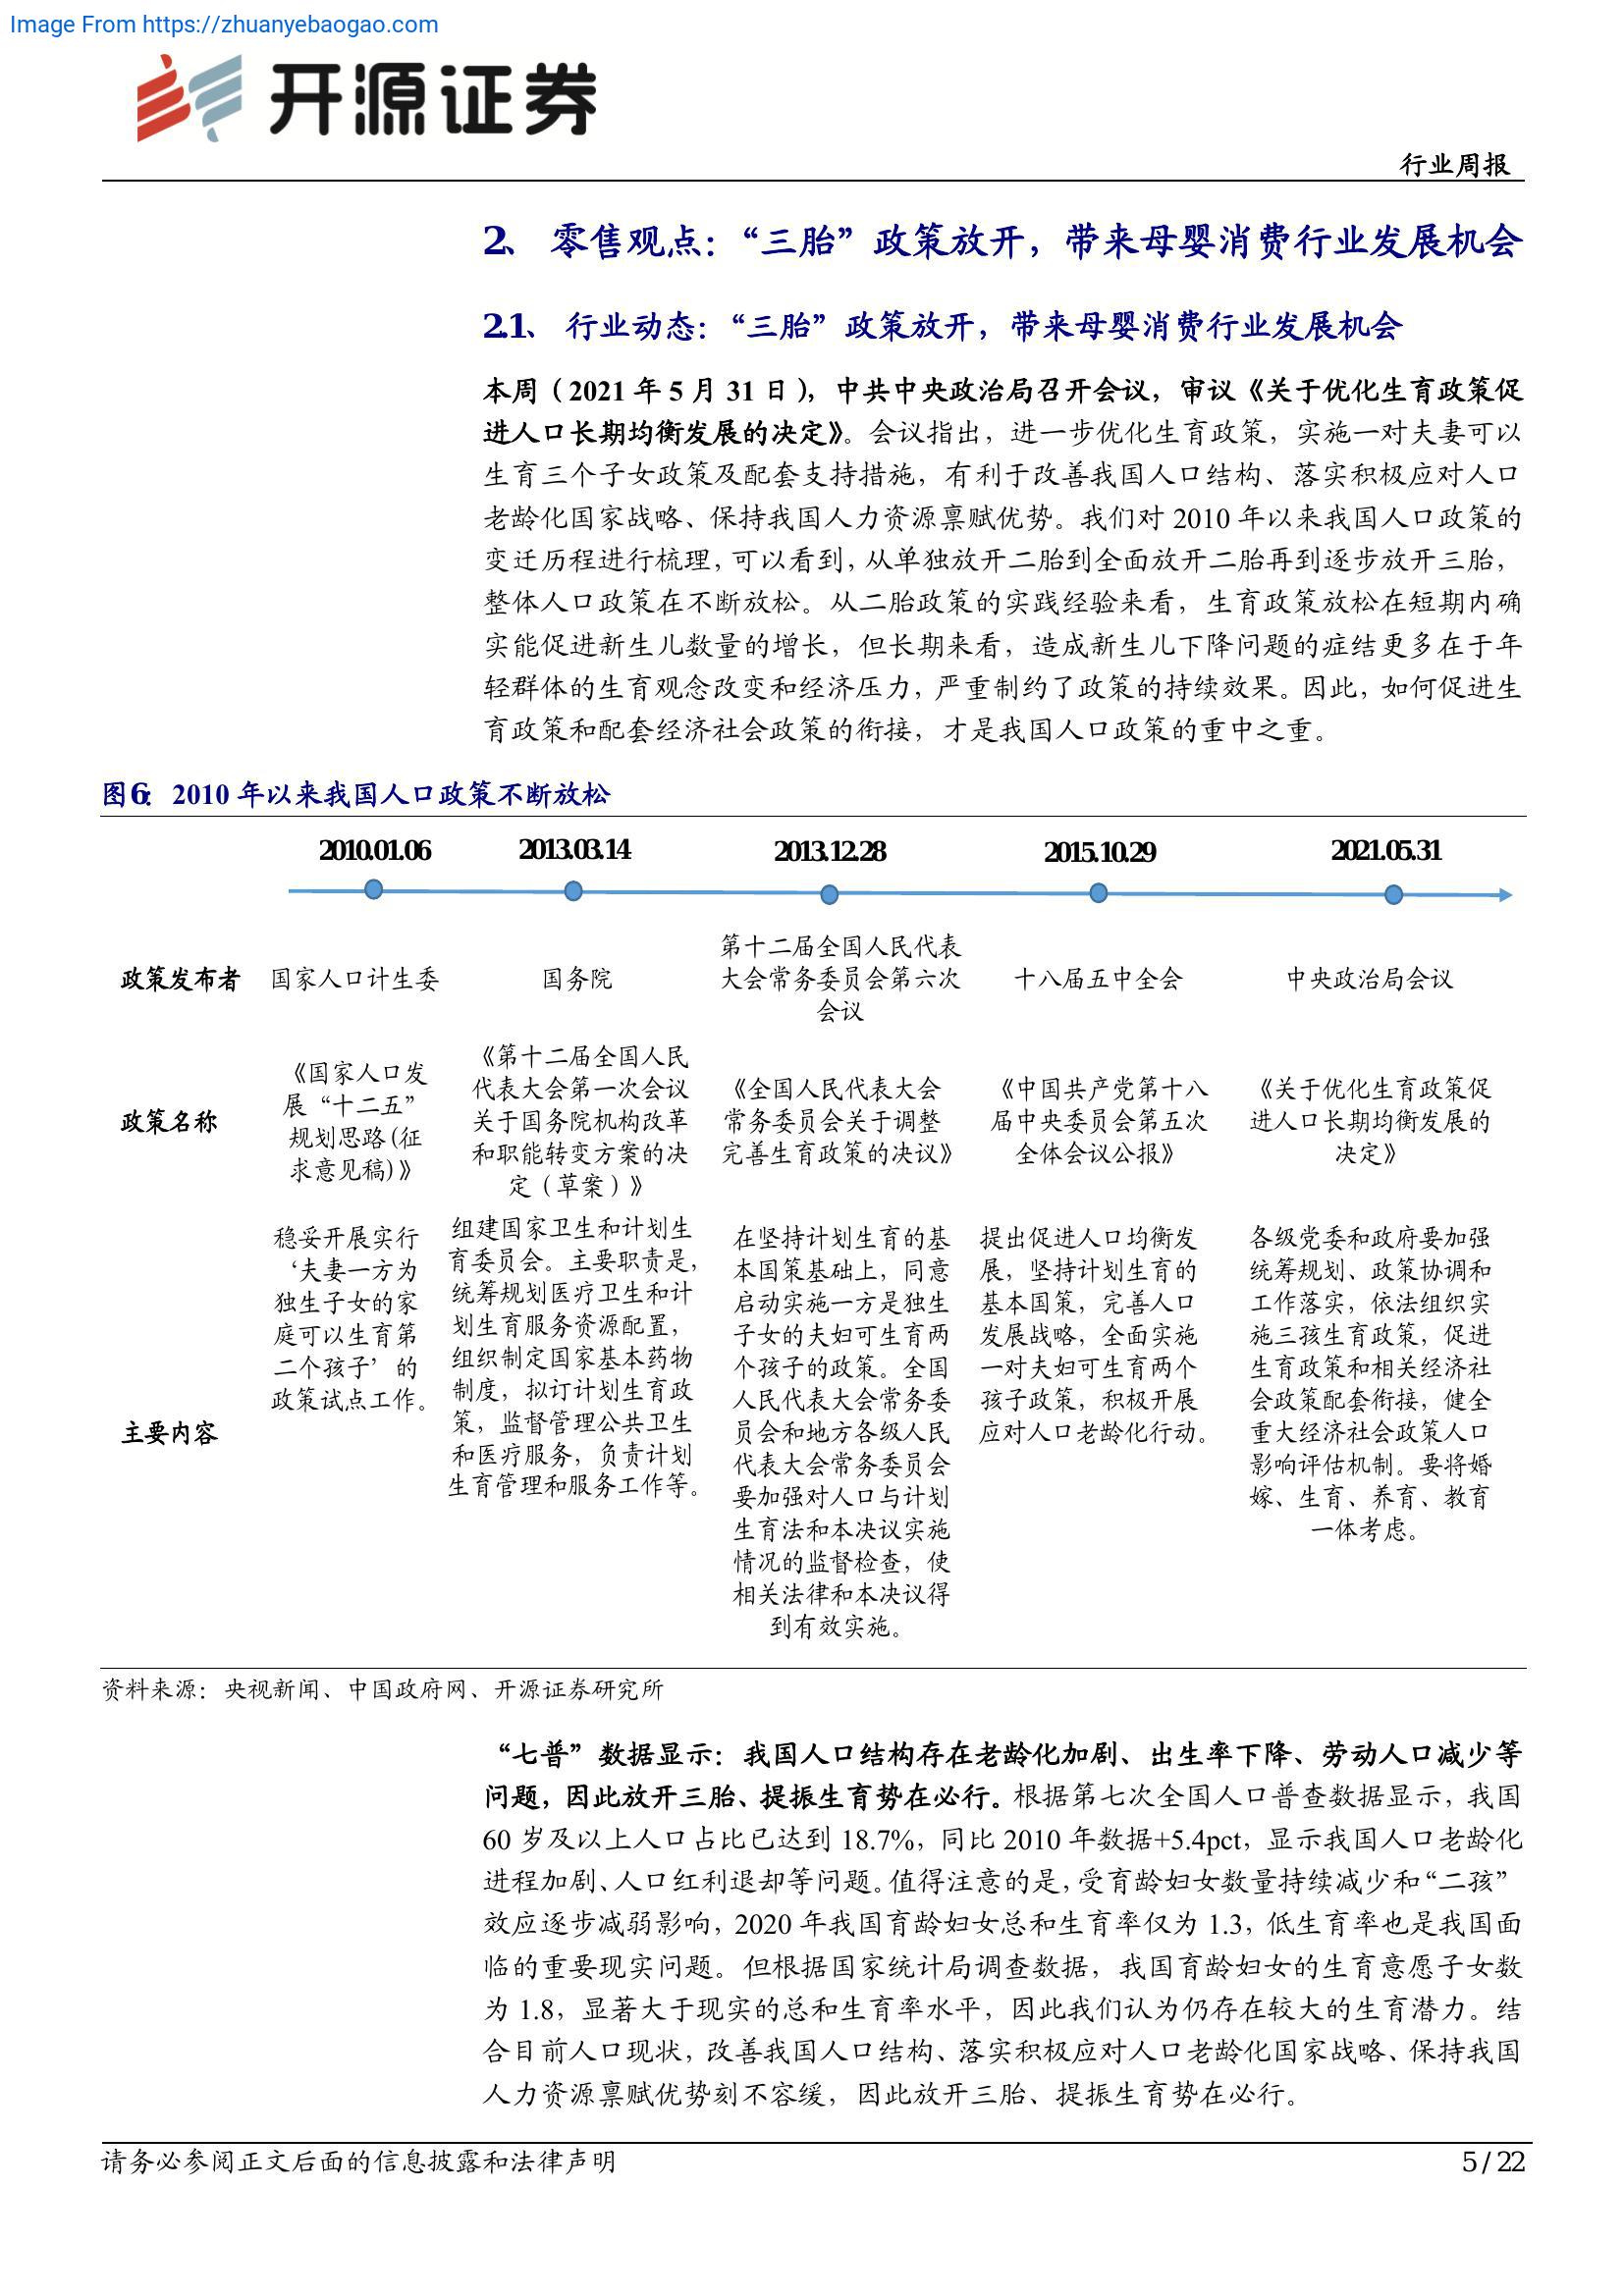 Image From https://zhuanyebaogao.com
开源证券
行业周报
2、 零售观点：“三胎”政策放开，带来母婴消费行业发展机会
2.1、 行业动态：“三胎”政策放开，带来母婴消费行业发展机会
本周（2021 年 5 月 31 日），中共中央政治局召开会议，审议《关于优化生育政策促
进人口长期均衡发展的决定》。会议指出，进一步优化生育政策，实施一对夫妻可以
生育三个子女政策及配套支持措施，有利于改善我国人口结构、落实积极应对人口
老龄化国家战略、保持我国人力资源禀赋优势。我们对 2010 年以来我国人口政策的
变迁历程进行梳理，可以看到，从单独放开二胎到全面放开二胎再到逐步放开三胎，
整体人口政策在不断放松。从二胎政策的实践经验来看，生育政策放松在短期内确
实能促进新生儿数量的增长，但长期来看，造成新生儿下降问题的症结更多在于年
轻群体的生育观念改变和经济压力，严重制约了政策的持续效果。因此，如何促进生
育政策和配套经济社会政策的衔接，才是我国人口政策的重中之重。
图6： 2010 年以来我国人口政策不断放松
2010.01.06 2013.03.14 2013.12.28 2015.10.29 2021.05.31
政策发布者
国家人口计生委
国务院
第十二届全国人民代表
大会常务委员会第六次
会议
十八届五中全会
中央政治局会议
政策名称
《国家人口发
展“十二五”
规划思路(征
求意见稿)》
《第十二届全国人民
代表大会第一次会议
关于国务院机构改革
和职能转变方案的决
定（草案）》
《全国人民代表大会
常务委员会关于调整
完善生育政策的决议》
《中国共产党第十八
届中央委员会第五次
全体会议公报》
《关于优化生育政策促
进人口长期均衡发展的
决定》
主要内容
稳妥开展实行
‘夫妻一方为
独生子女的家
庭可以生育第
二个孩子’的
政策试点工作。
组建国家卫生和计划生
育委员会。主要职责是，
统筹规划医疗卫生和计
划生育服务资源配置，
组织制定国家基本药物
制度，拟订计划生育政
策，监督管理公共卫生
和医疗服务，负责计划
生育管理和服务工作等。
在坚持计划生育的基
本国策基础上，同意
启动实施一方是独生
子女的夫妇可生育两
个孩子的政策。全国
人民代表大会常务委
员会和地方各级人民
代表大会常务委员会
要加强对人口与计划
生育法和本决议实施
情况的监督检查，使
相关法律和本决议得
到有效实施。
提出促进人口均衡发
展，坚持计划生育的
基本国策，完善人口
发展战略，全面实施
一对夫妇可生育两个
孩子政策，积极开展
应对人口老龄化行动。
各级党委和政府要加强
统筹规划、政策协调和
工作落实，依法组织实
施三孩生育政策，促进
生育政策和相关经济社
会政策配套衔接，健全
重大经济社会政策人口
影响评估机制。要将婚
嫁、生育、养育、教育
一体考虑。
资料来源：央视新闻、中国政府网、开源证券研究所
“七普”数据显示：我国人口结构存在老龄化加剧、出生率下降、劳动人口减少等
问题，因此放开三胎、提振生育势在必行。根据第七次全国人口普查数据显示，我国
60 岁及以上人口占比已达到 18.7%，同比 2010 年数据+5.4pct，显示我国人口老龄化
进程加剧、人口红利退却等问题。值得注意的是，受育龄妇女数量持续减少和“二孩”
效应逐步减弱影响，2020 年我国育龄妇女总和生育率仅为 1.3，低生育率也是我国面
临的重要现实问题。但根据国家统计局调查数据，我国育龄妇女的生育意愿子女数
为 1.8，显著大于现实的总和生育率水平，因此我们认为仍存在较大的生育潜力。结
合目前人口现状，改善我国人口结构、落实积极应对人口老龄化国家战略、保持我国
人力资源禀赋优势刻不容缓，因此放开三胎、提振生育势在必行。
请务必参阅正文后面的信息披露和法律声明
5 / 22